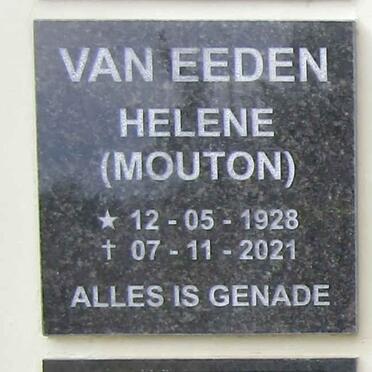 VAN EEDEN
HELENE
(MOUTON)
★ 12 - 05 - 1928
† 07 - 11 - 2021
ALLES IS GENADE